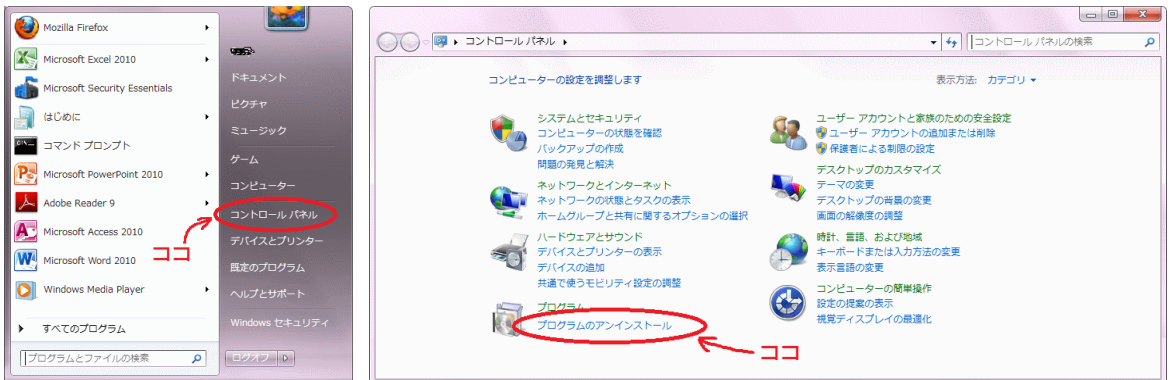 Mozilla Firefox
Microsoft Excel 2010
Microsoft Security Essentials
はじめに
コマンド プロンプト
Microsoft PowerPoint 2010
Adobe Reader 9
Microsoft Access 2010
Microsoft Word 2010
Windows Media Player
すべてのプログラム
プログラムとファイルの検索
ドキュメント
ピクチャ
ミュージック
ゲーム
コンピューター
コントロール パネル
ココ
デバイスとプリンター
既定のプログラム
ヘルプとサポート
Windows セキュリティ
ログオフ
コントロール パネル
コントロール パネルの検索
コンピューターの設定を調整します
表示方法: カテゴリ
システムとセキュリティ
コンピューターの状態を確認
バックアップの作成
問題の発見と解決
ネットワークとインターネット
ネットワークの状態とタスクの表示
ホームグループと共有に関するオプションの選択
ハードウェアとサウンド
デバイスとプリンターの表示
デバイスの追加
共通で使うモビリティ設定の調整
プログラム
プログラムのアンインストール
ココ
ユーザー アカウントと家族のための安全設定
ユーザー アカウントの追加または削除
保護者による制限の設定
デスクトップのカスタマイズ
テーマの変更
デスクトップの背景の変更
画面の解像度の調整
時計、言語、および地域
キーボードまたは入力方法の変更
表示言語の変更
コンピューターの簡単操作
設定の提案の表示
視覚ディスプレイの最適化